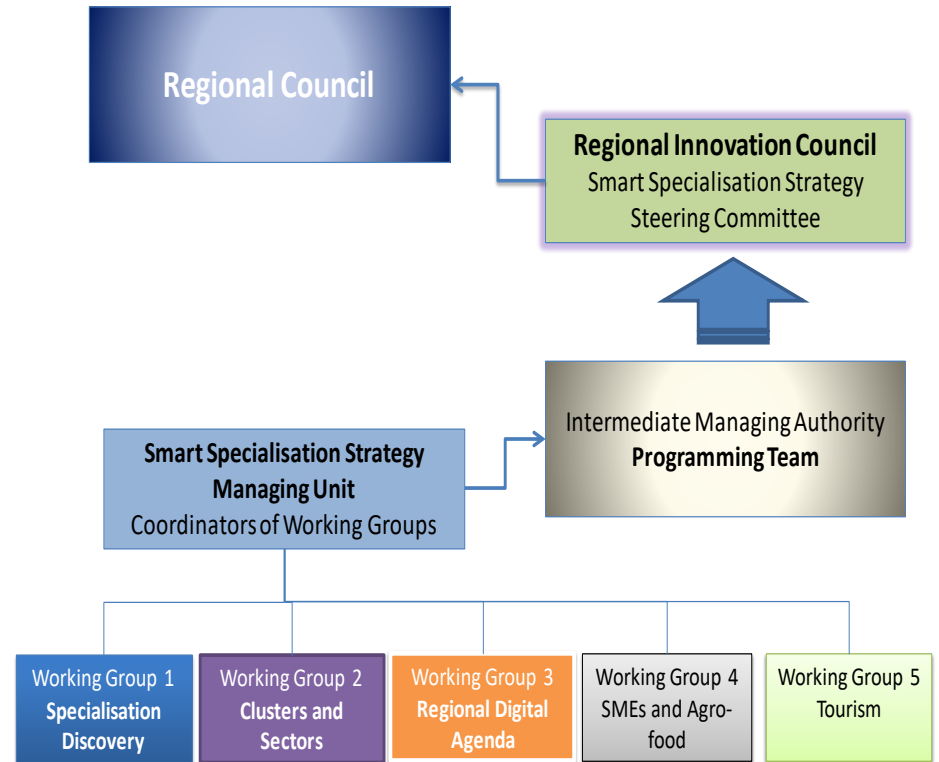 Regional Council
Regional Innovation Council
Smart Specialisation Strategy
Steering Committee
Intermediate Managing Authority
Programming Team
Smart Specialisation Strategy
Managing Unit
Coordinators of Working Groups
Working Group 1
Specialisation
Discovery
Working Group 2
Clusters and
Sectors
Working Group 3
Regional Digital
Agenda
Working Group 4
SMEs and Agro-
food
Working Group 5
Tourism